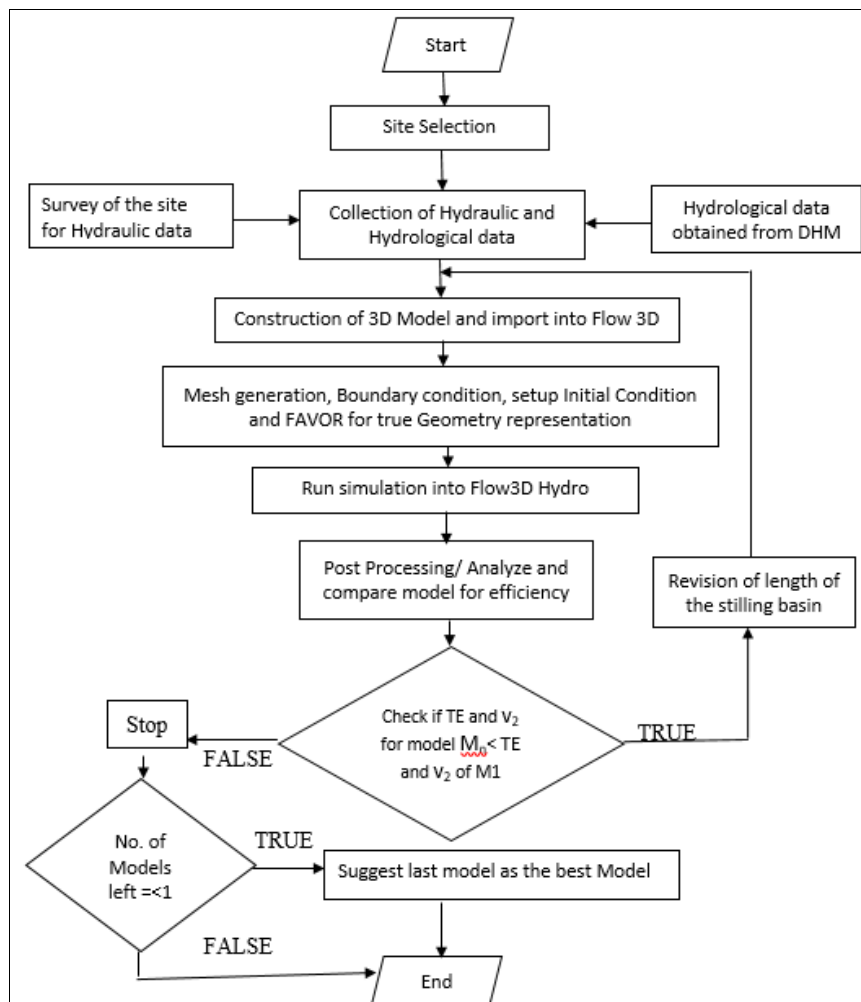 Start
Site Selection
Survey of the site
for Hydraulic data
Collection of Hydraulic and
Hydrological data
Hydrological data
obtained from DHM
Construction of 3D Model and import into Flow 3D
Mesh generation, Boundary condition, setup Initial Condition
and FAVOR for true Geometry representation
Run simulation into Flow3D Hydro
Post Processing/ Analyze and
compare model for efficiency
Revision of length of
the stilling basin
Check if TE and v₂
for model Mₙ< TE
and v₂ of M1
TRUE
Stop
FALSE
No. of
Models
left =<1
TRUE
Suggest last model as the best Model
FALSE
End